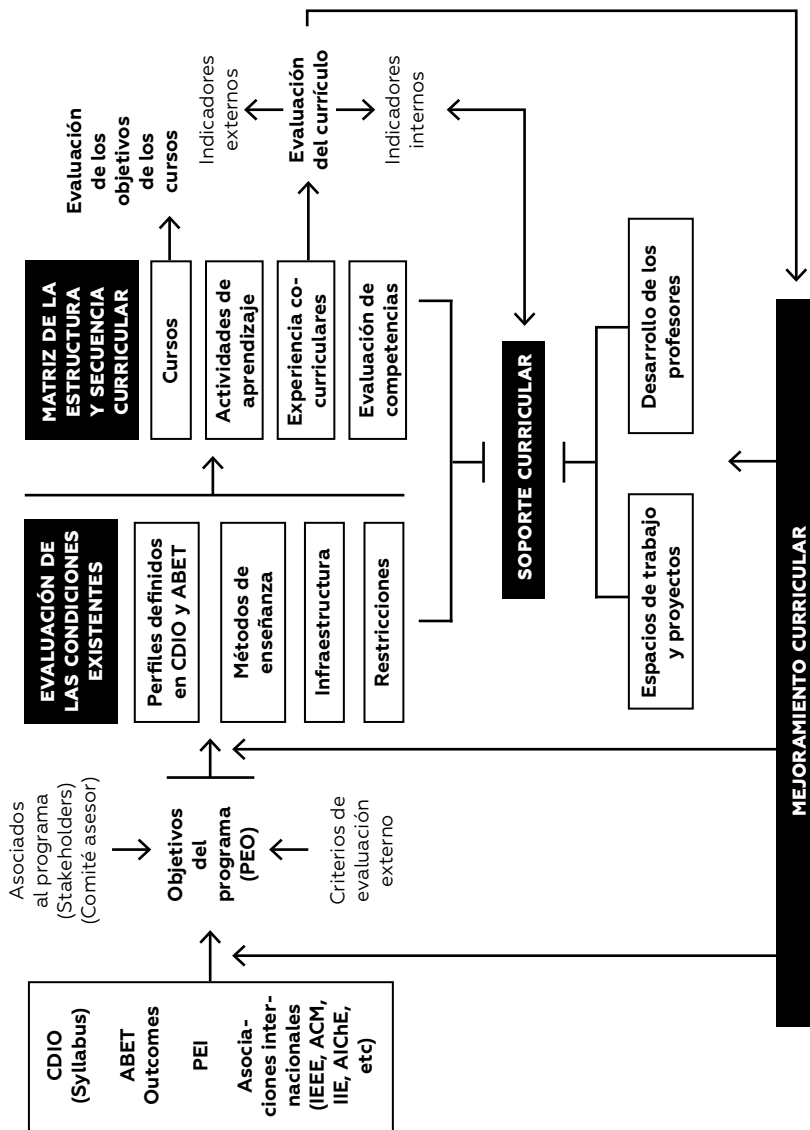 CDIO
(Syllabus)
ABET
Outcomes
PEI
Asocia-
ciones inter-
nacionales
(IEEE, ACM,
IIE, AIChE,
etc)
Asociados
al programa
(Stakeholders)
(Comité asesor)
Objetivos
del
programa
(PEO)
Criterios de
evaluación
externo
EVALUACIÓN DE
LAS CONDICIONES
EXISTENTES
Perfiles definidos
en CDIO y ABET
Métodos de
enseñanza
Infraestructura
Restricciones
MATRIZ DE LA
ESTRUCTURA
Y SECUENCIA
CURRICULAR
Cursos
Actividades de
aprendizaje
Experiencia co-
curriculares
Evaluación de
competencias
Evaluación
de los
objetivos
de los
cursos
Indicadores
externos
Evaluación
del currículo
Indicadores
internos
SOPORTE CURRICULAR
Espacios de trabajo
y proyectos
Desarrollo de los
profesores
MEJORAMIENTO CURRICULAR